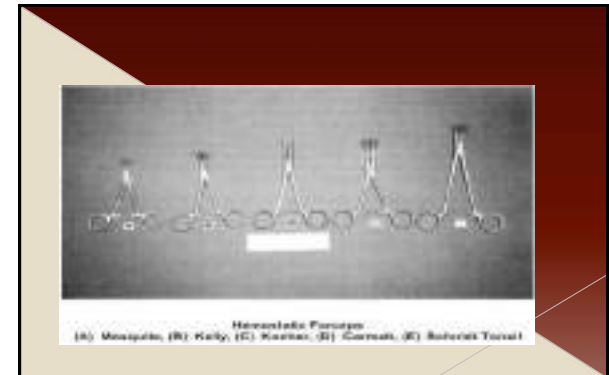 Hemostatic Forceps
(A) Mosquito, (B) Kelly, (C) Kocher, (D) Carmalt, (E) Schnidt Tonsil